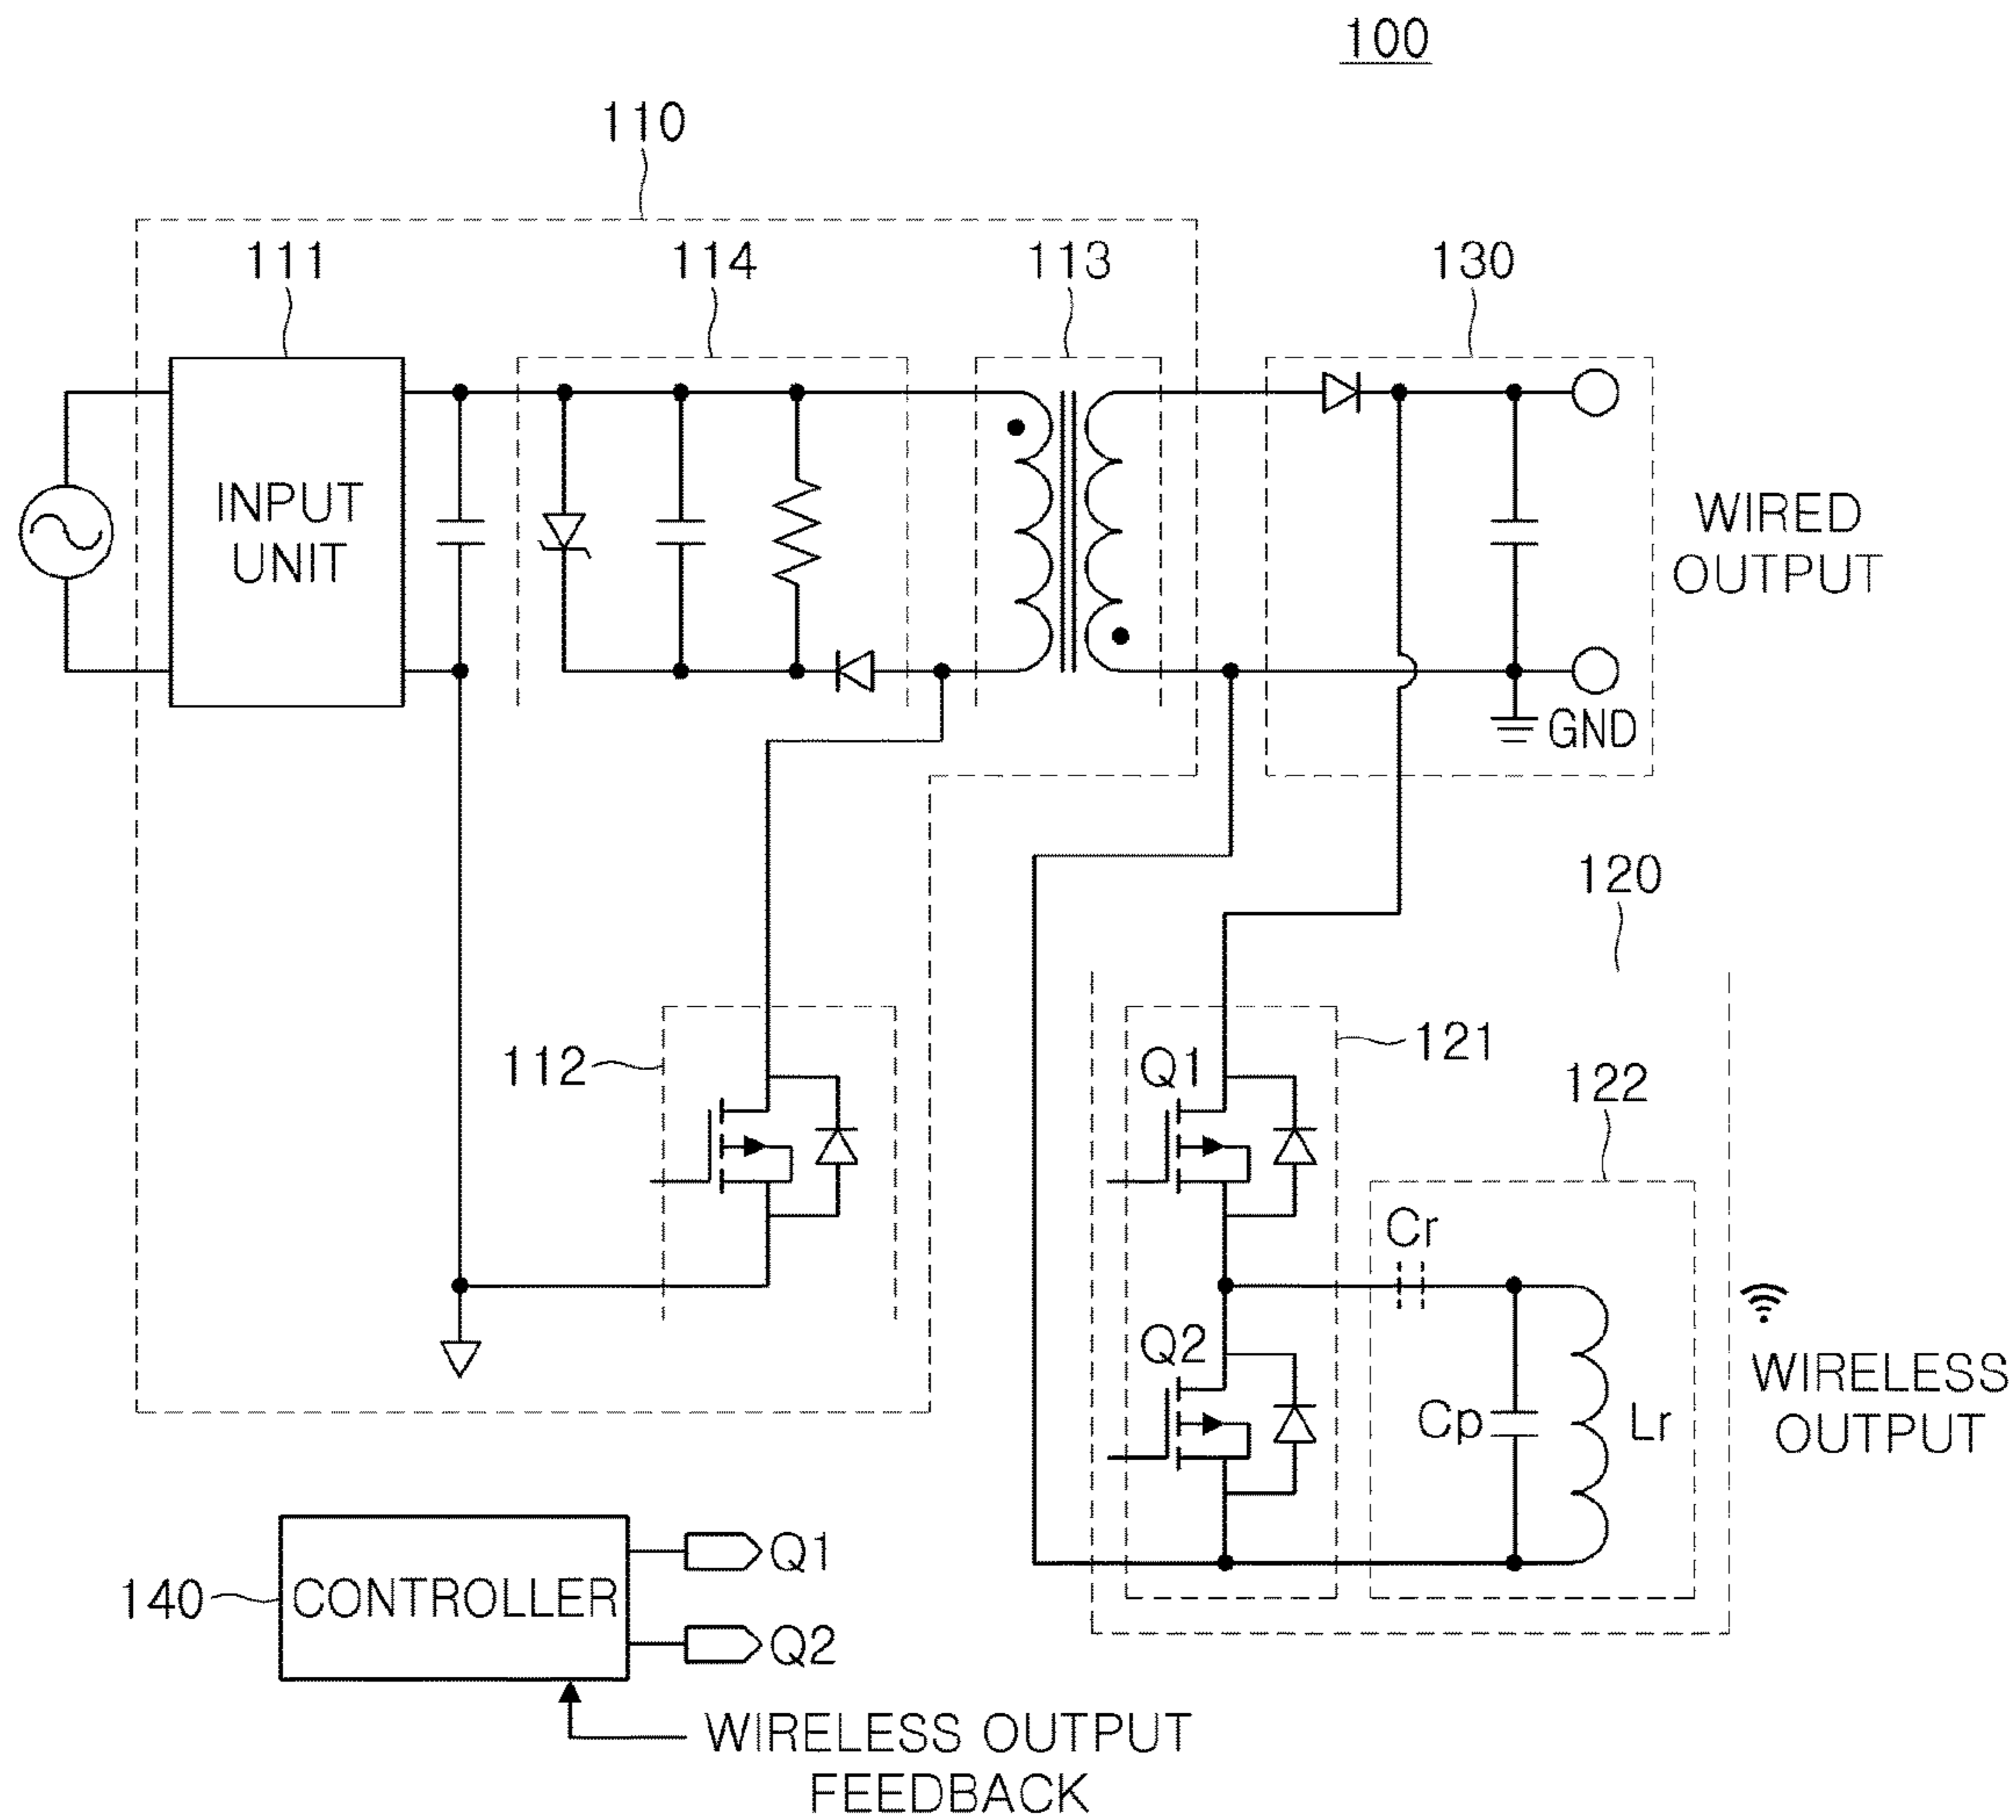 100
110
111
114
113
130
INPUT
UNIT
WIRED
OUTPUT
GND
120
112
Q1
121
122
Cr
Q2
Cp
Lr
WIRELESS
OUTPUT
140
CONTROLLER
Q1
Q2
WIRELESS OUTPUT
FEEDBACK